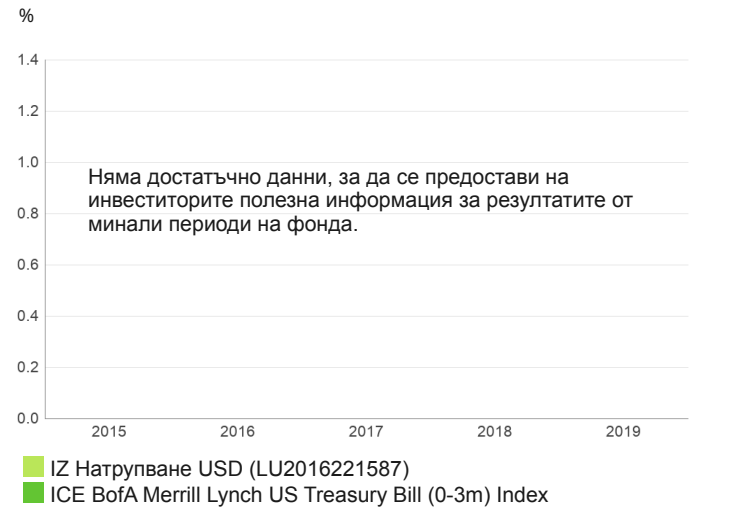 %
1.4
1.2
1.0
Няма достатъчно данни, за да се предостави на
инвеститорите полезна информация за резултатите от
0.8
минали периоди на фонда.
0.6
0.4
0.2
0.0
2015 2016 2017 2018 2019
IZ Натрупване USD (LU2016221587)
ICE BofA Merrill Lynch US Treasury Bill (0-3m) Index